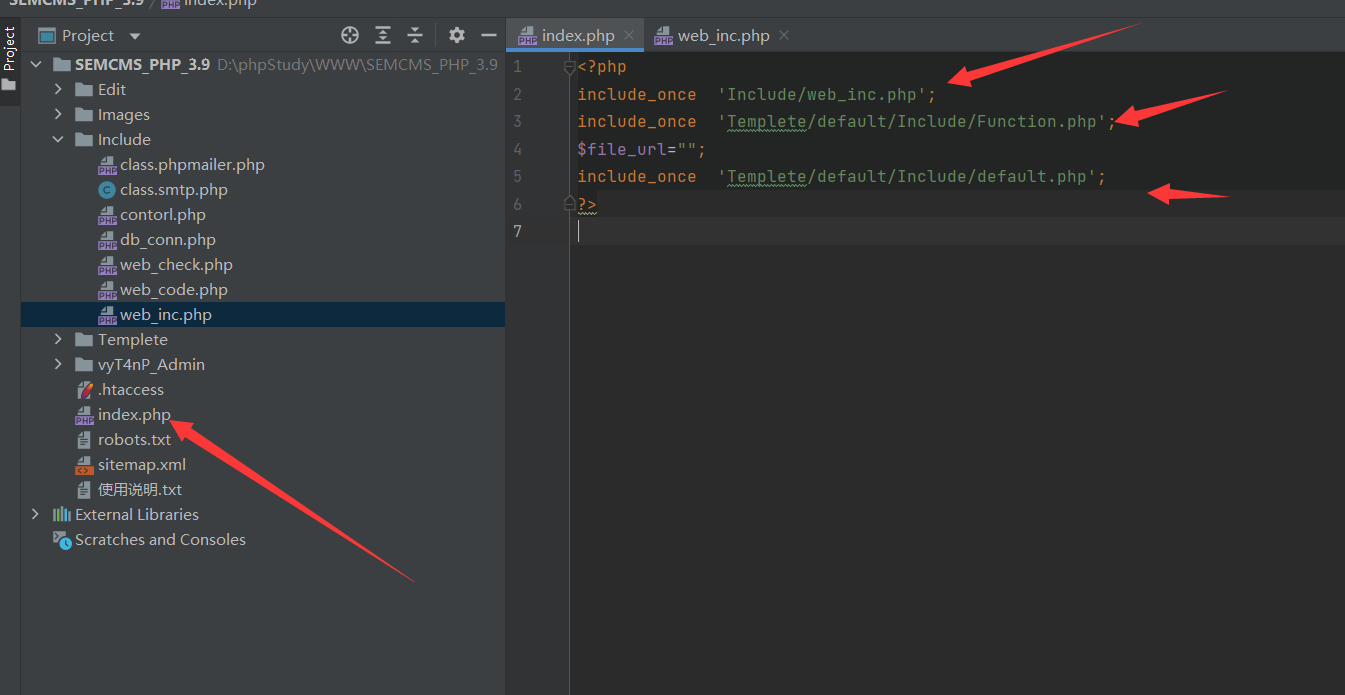 SEMCMS_PHP_3.9 / index.php
Project
Project
index.php
web_inc.php
SEMCMS_PHP_3.9 D:\phpStudy\WWW\SEMCMS_PHP_3.9
Edit
Images
Include
class.phpmailer.php
class.smtp.php
contorl.php
db_conn.php
web_check.php
web_code.php
web_inc.php
Templete
vyT4nP_Admin
.htaccess
index.php
robots.txt
sitemap.xml
使用说明.txt
External Libraries
Scratches and Consoles
1 <?php
2 include_once 'Include/web_inc.php';
3 include_once 'Templete/default/Include/Function.php';
4 $file_url="";
5 include_once 'Templete/default/Include/default.php';
6 ?>
7